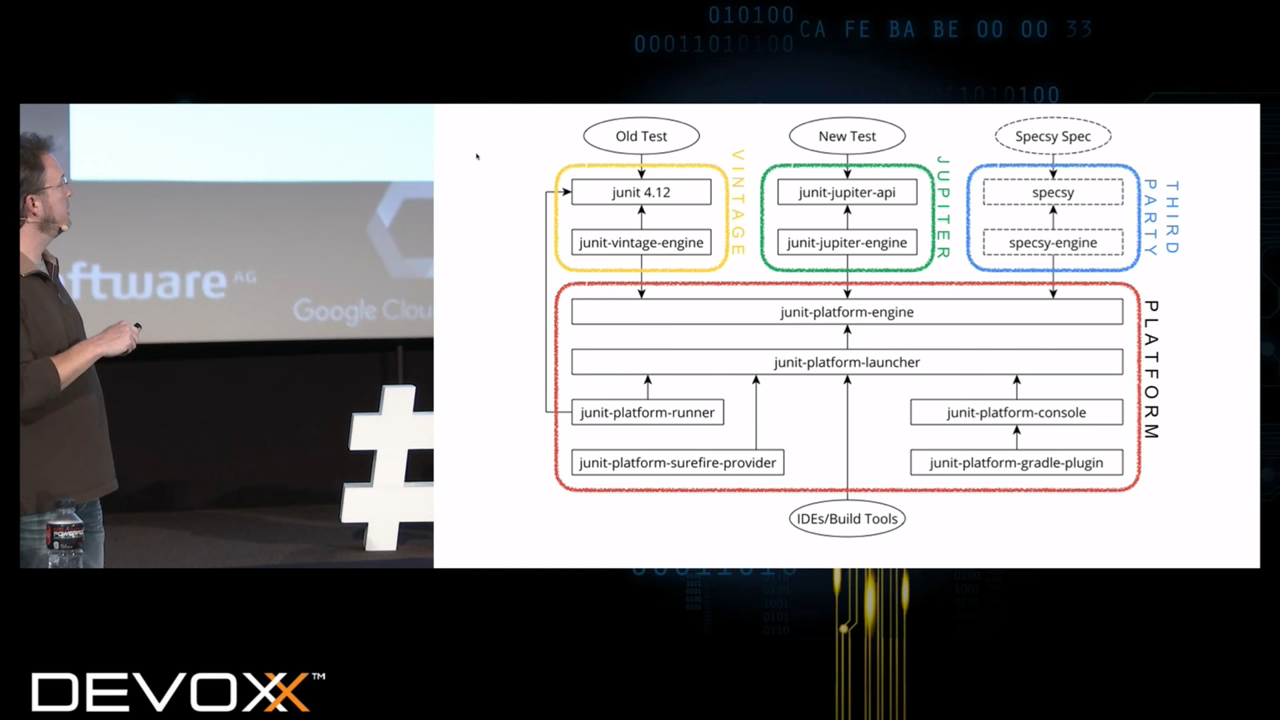 010100
00011010100
CA FE BA BE 00 00 33
1010100
Old Test
New Test
Specsy Spec
junit 4.12
junit-jupiter-api
specsy
junit-vintage-engine
junit-jupiter-engine
specsy-engine
VINTAGE
JUPITER
THIRD
PARTY
junit-platform-engine
junit-platform-launcher
junit-platform-runner
junit-platform-console
junit-platform-surefire-provider
junit-platform-gradle-plugin
PLATFORM
IDEs/Build Tools
ftware AG
Google Clou
#
POWERADE
DEVOXX™